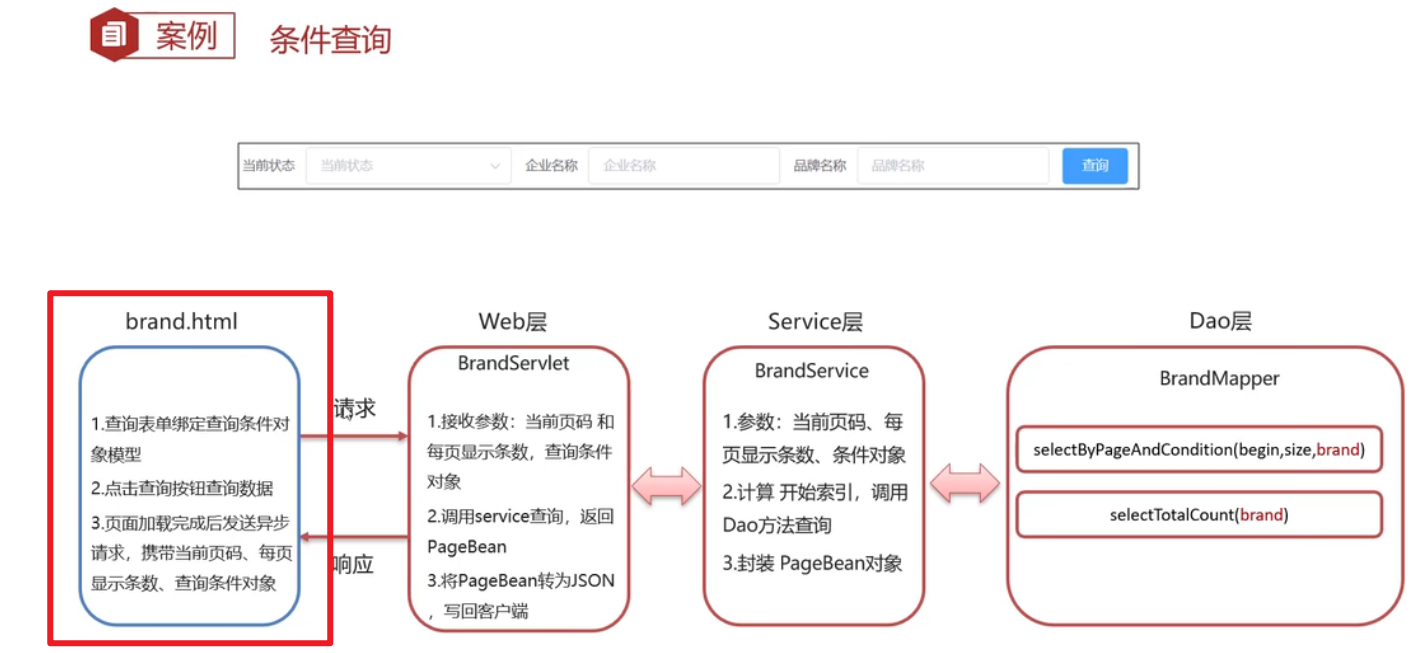 案例
条件查询
当前状态 当前状态 企业名称 企业名称 品牌名称 品牌名称 查询
brand.html
1.查询表单绑定查询条件对
象模型
2.点击查询按钮查询数据
3.页面加载完成后发送异步
请求，携带当前页码、每页
显示条数、查询条件对象
请求
响应
Web层
BrandServlet
1.接收参数：当前页码 和
每页显示条数，查询条件
对象
2.调用service查询，返回
PageBean
3.将PageBean转为JSON
，写回客户端
Service层
BrandService
1.参数：当前页码、每
页显示条数、条件对象
2.计算 开始索引，调用
Dao方法查询
3.封装 PageBean对象
Dao层
BrandMapper
selectByPageAndCondition(begin,size,brand)
selectTotalCount(brand)